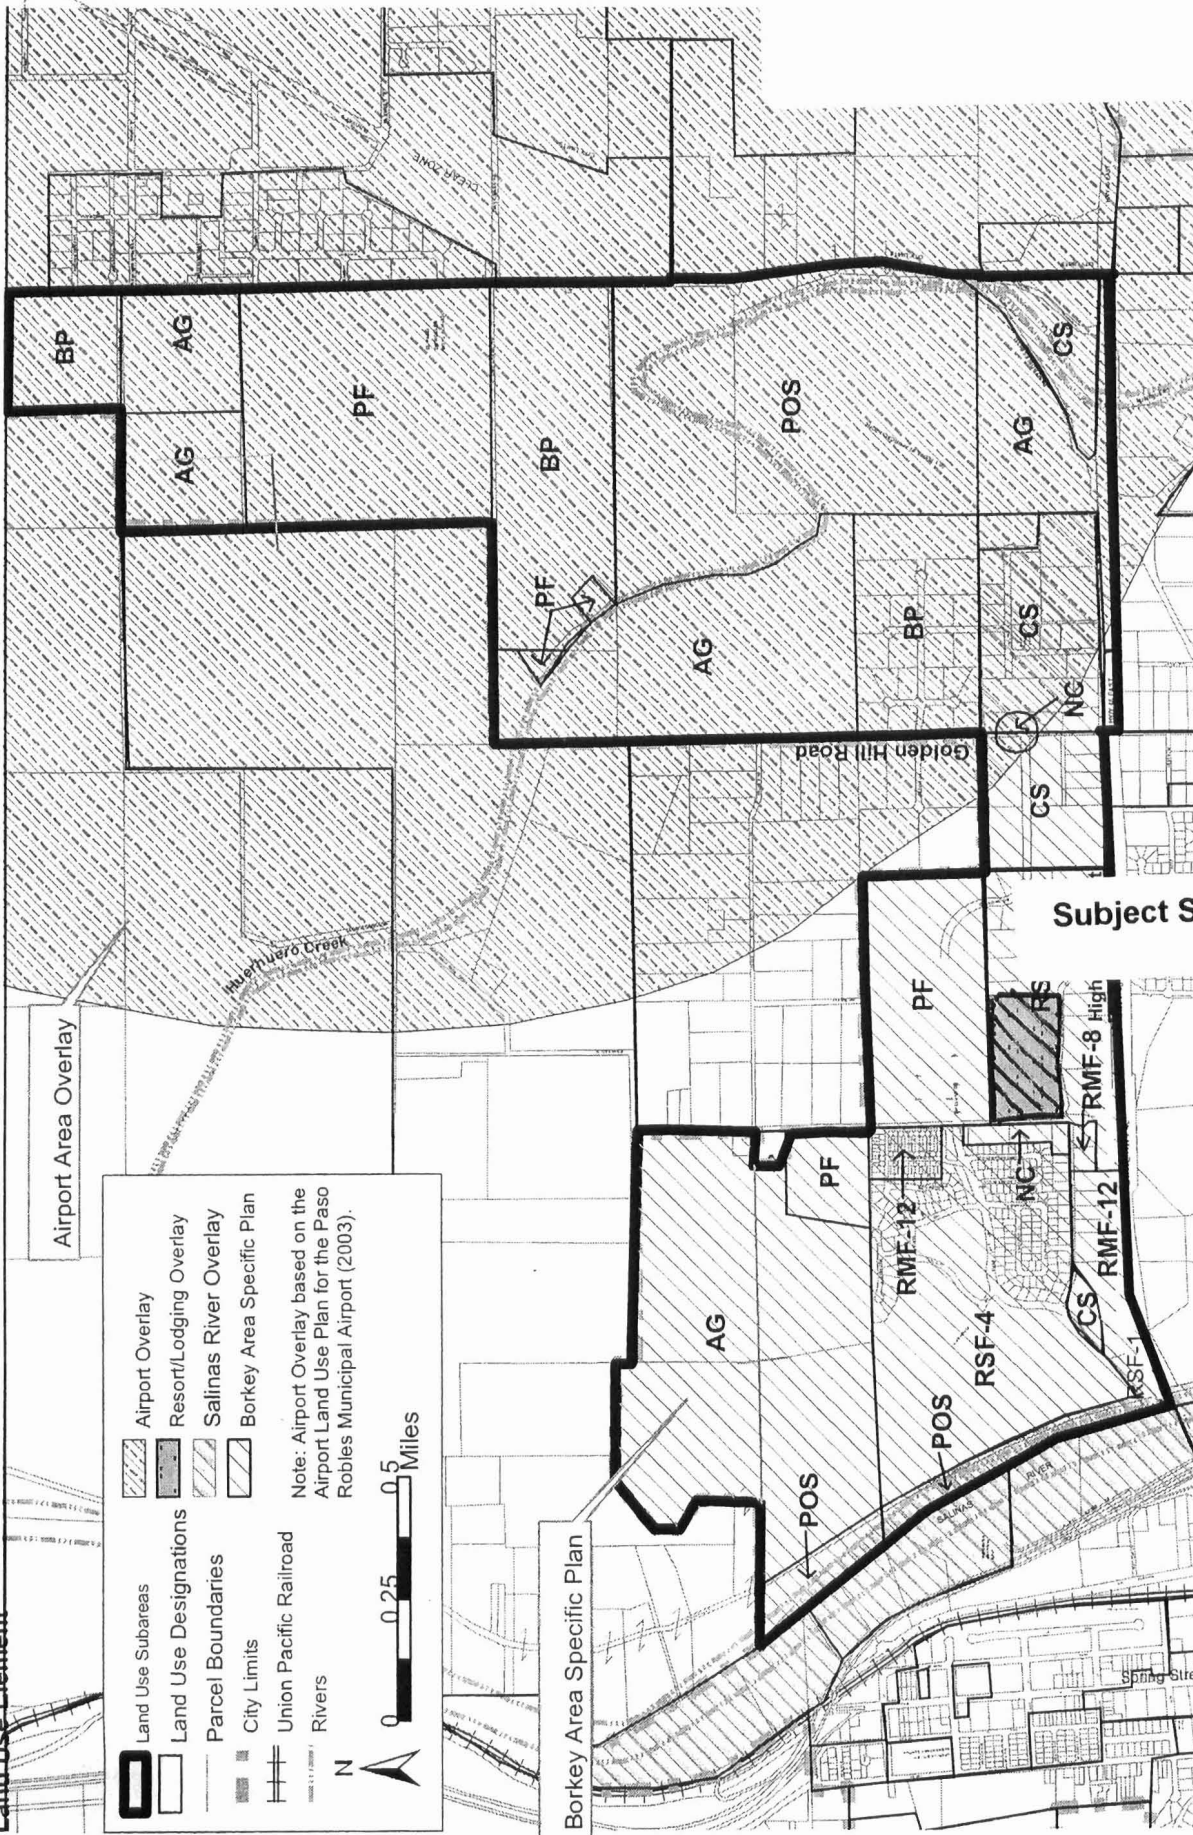 Land Use Element
Airport Area Overlay
Land Use Subareas
Land Use Designations
Parcel Boundaries
City Limits
Union Pacific Railroad
Rivers
Airport Overlay
Resort/Lodging Overlay
Salinas River Overlay
Borkey Area Specific Plan
Note: Airport Overlay based on the
Airport Land Use Plan for the Paso
Robles Municipal Airport (2003).
N
0
0.25
0.5
Miles
Borkey Area Specific Plan
Huerhuero Creek
CLEAR ZONE
BP
AG
AG
PF
BP
PF
POS
AG
AG
CS
BP
CS
NC
Golden Hill Road
CS
Subject S
PF
RS
RMF-8 High
PF
AG
RMF-12
NC
RMF-12
RSF-4
CS
RSF-1
POS
POS
SALINAS
RIVER
Spring Stre